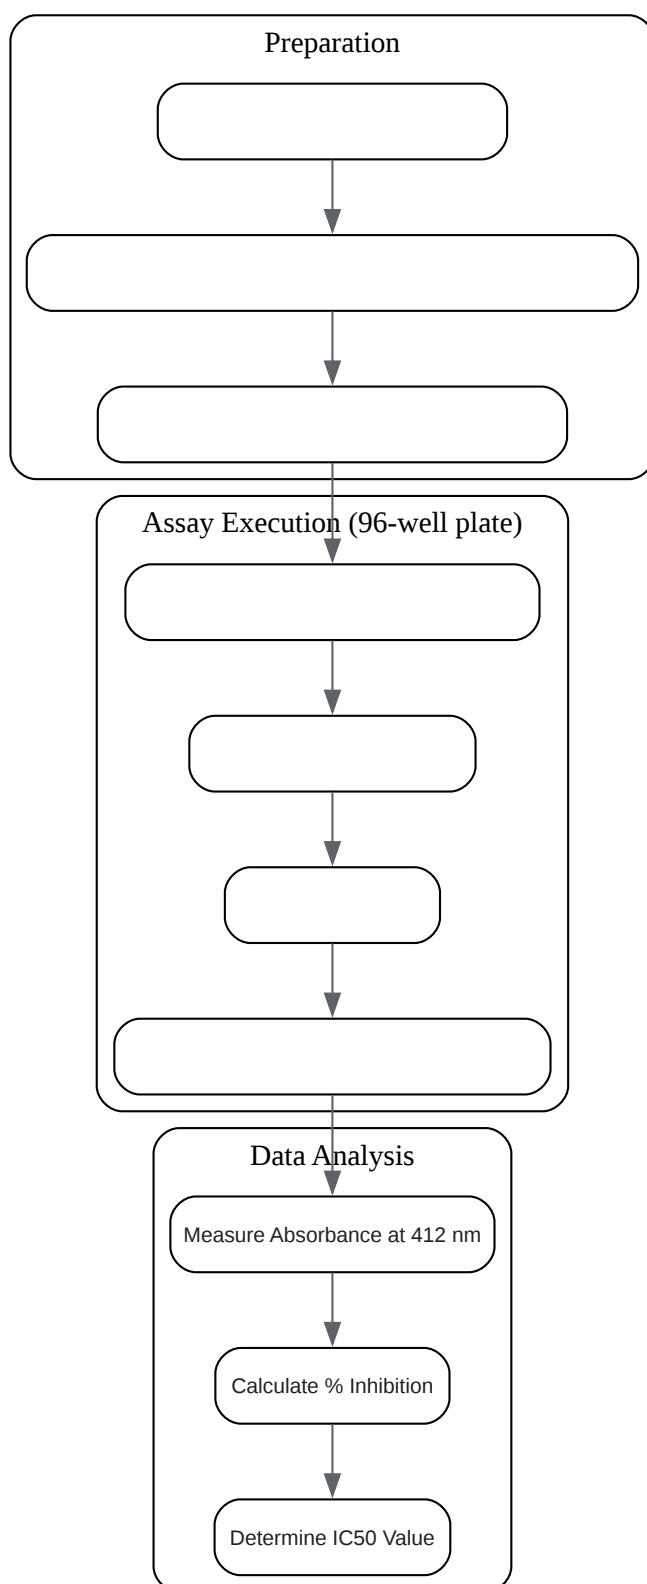 Preparation
Assay Execution (96-well plate)
Data Analysis
Measure Absorbance at 412 nm
Calculate % Inhibition
Determine IC50 Value